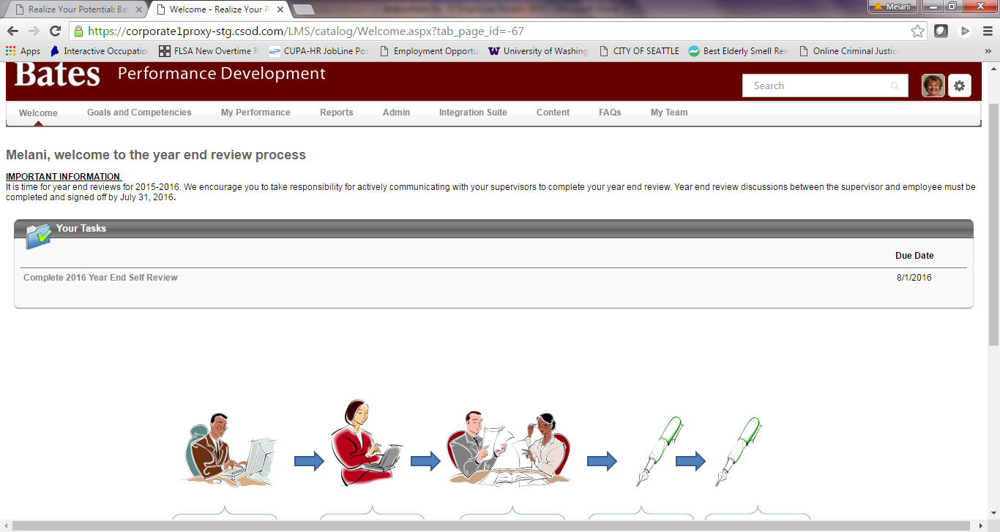 Realize Your Potential: Bat
Welcome - Realize Your P
Melani
https://corporate1proxy-stg.csod.com/LMS/catalog/Welcome.aspx?tab_page_id=-67
Apps
Interactive Occupation
FLSA New Overtime R
CUPA-HR JobLine Pos
Employment Opportu
University of Washing
CITY OF SEATTLE
Best Elderly Smell Rem
Online Criminal Justic
»
Bates Performance Development
Search
Welcome
Goals and Competencies
My Performance
Reports
Admin
Integration Suite
Content
FAQs
My Team
Melani, welcome to the year end review process
IMPORTANT INFORMATION
It is time for year end reviews for 2015-2016. We encourage you to take responsibility for actively communicating with your supervisors to complete your year end review. Year end review discussions between the supervisor and employee must be
completed and signed off by July 31, 2016.
Your Tasks
Due Date
Complete 2016 Year End Self Review
8/1/2016